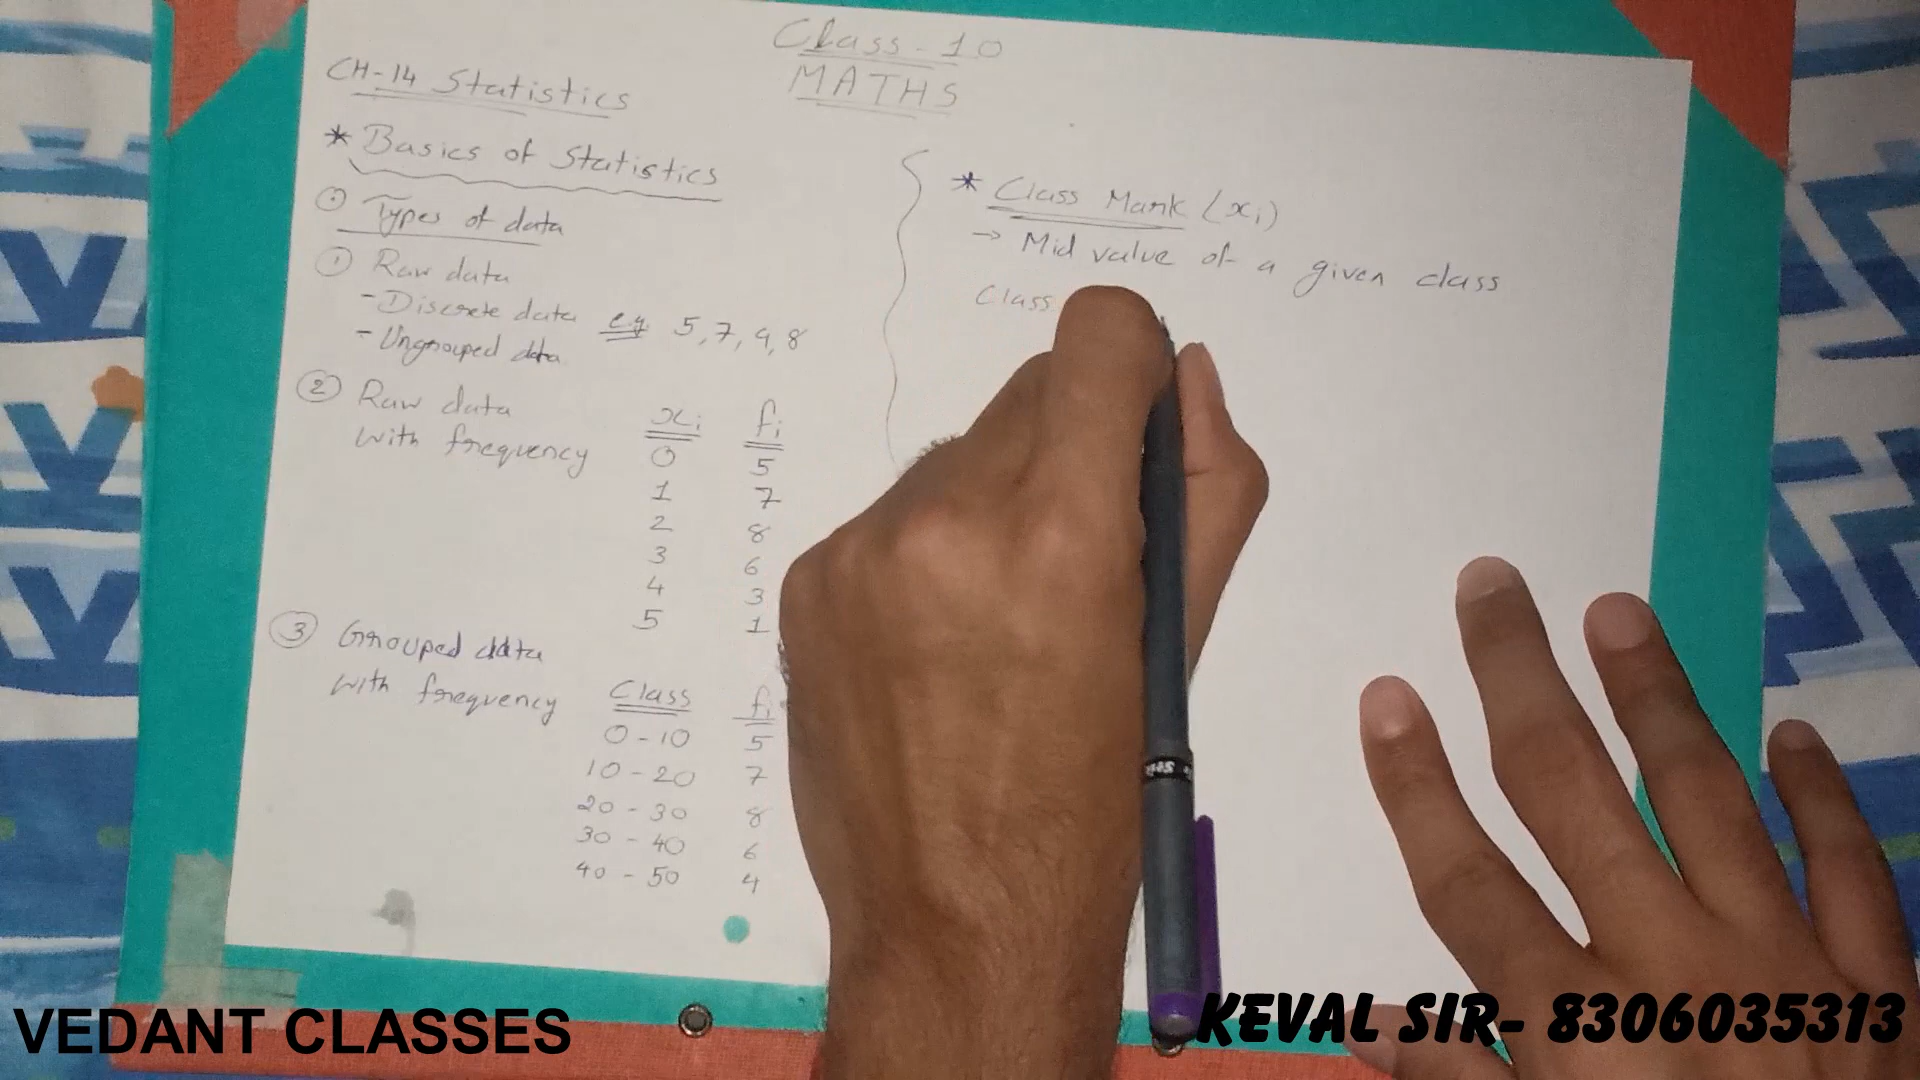 Class - 10
MATHS
CH-14 Statistics
* Basics of Statistics
Types of data
① Raw data
- Discrete data e.g. 5, 7, 9, 8
- Ungrouped data
② Raw data
with frequency
xi fi
0 5
1 7
2 8
3 6
4 3
5 1
③ Grouped data
with frequency
Class fi
0 - 10 5
10 - 20 7
20 - 30 8
30 - 40 6
40 - 50 4
* Class Mark (xi)
→ Mid value of a given class
Class
VEDANT CLASSES
KEVAL SIR- 8306035313